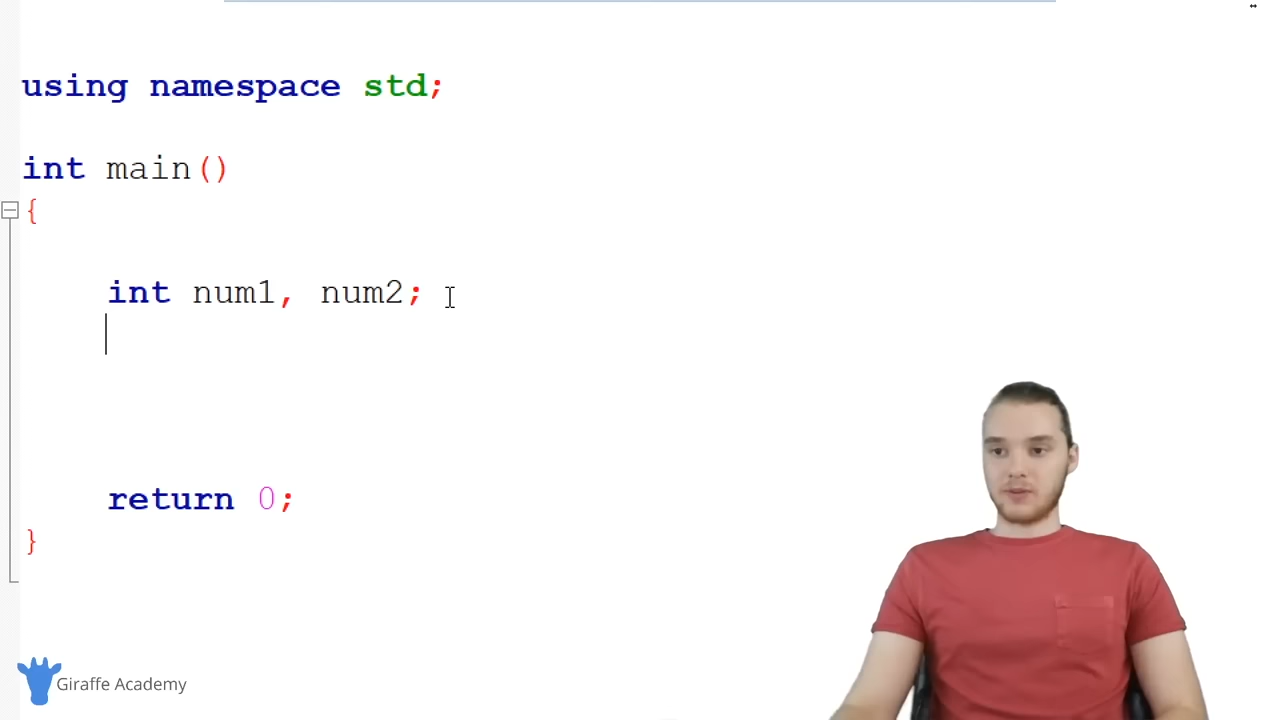 using namespace std;
int main()
{
int num1, num2;
return 0;
}
Giraffe Academy